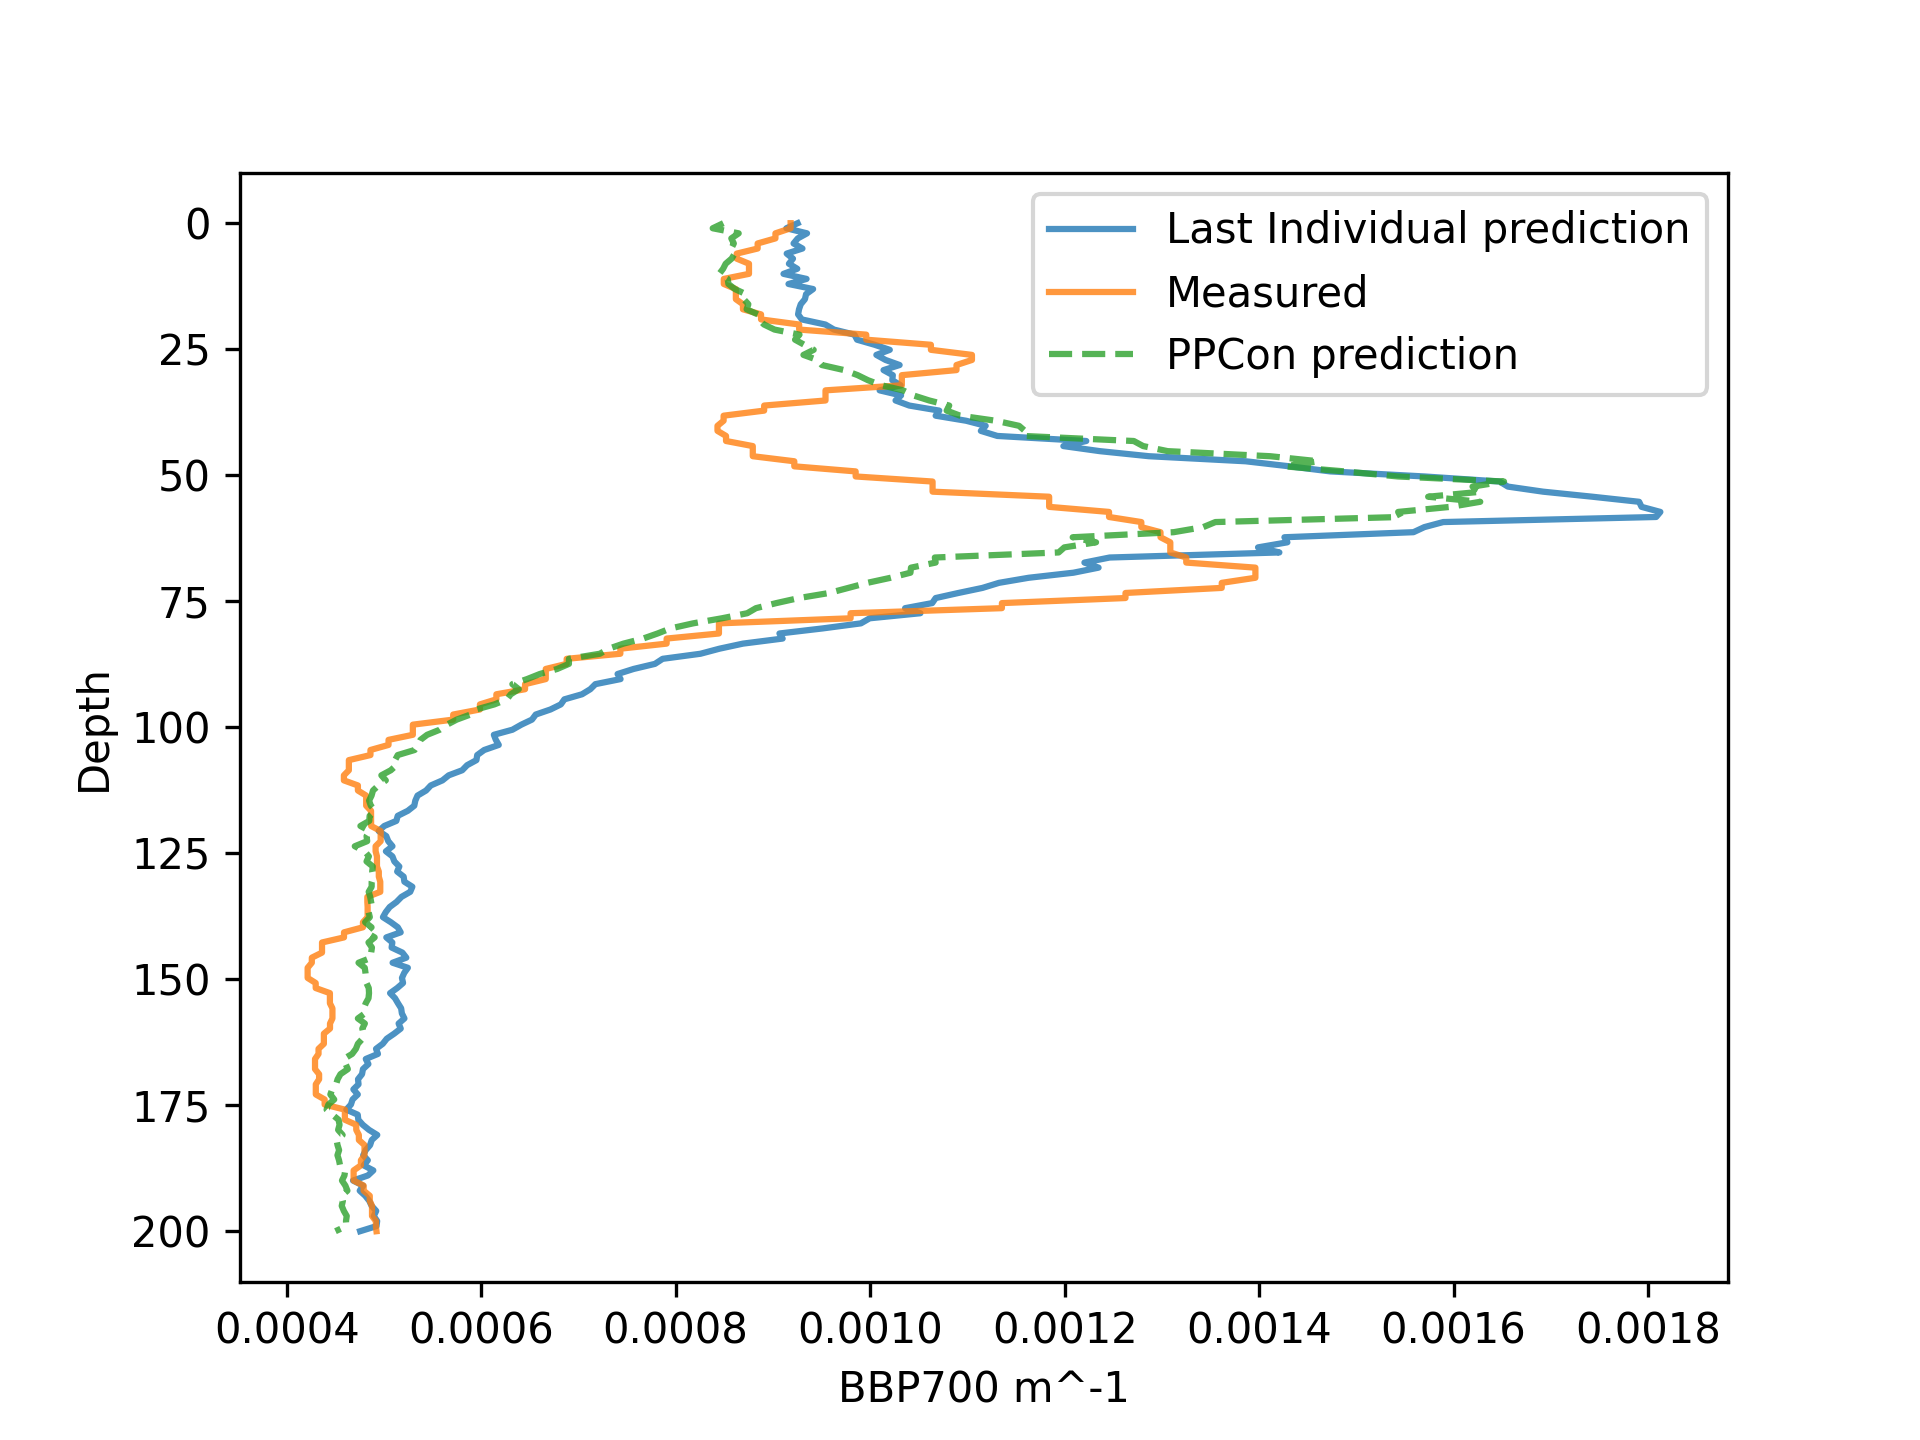 Last Individual prediction
Measured
PPCon prediction
0
25
50
75
100
125
150
175
200
Depth
0.0004 0.0006 0.0008 0.0010 0.0012 0.0014 0.0016 0.0018
BBP700 m^-1